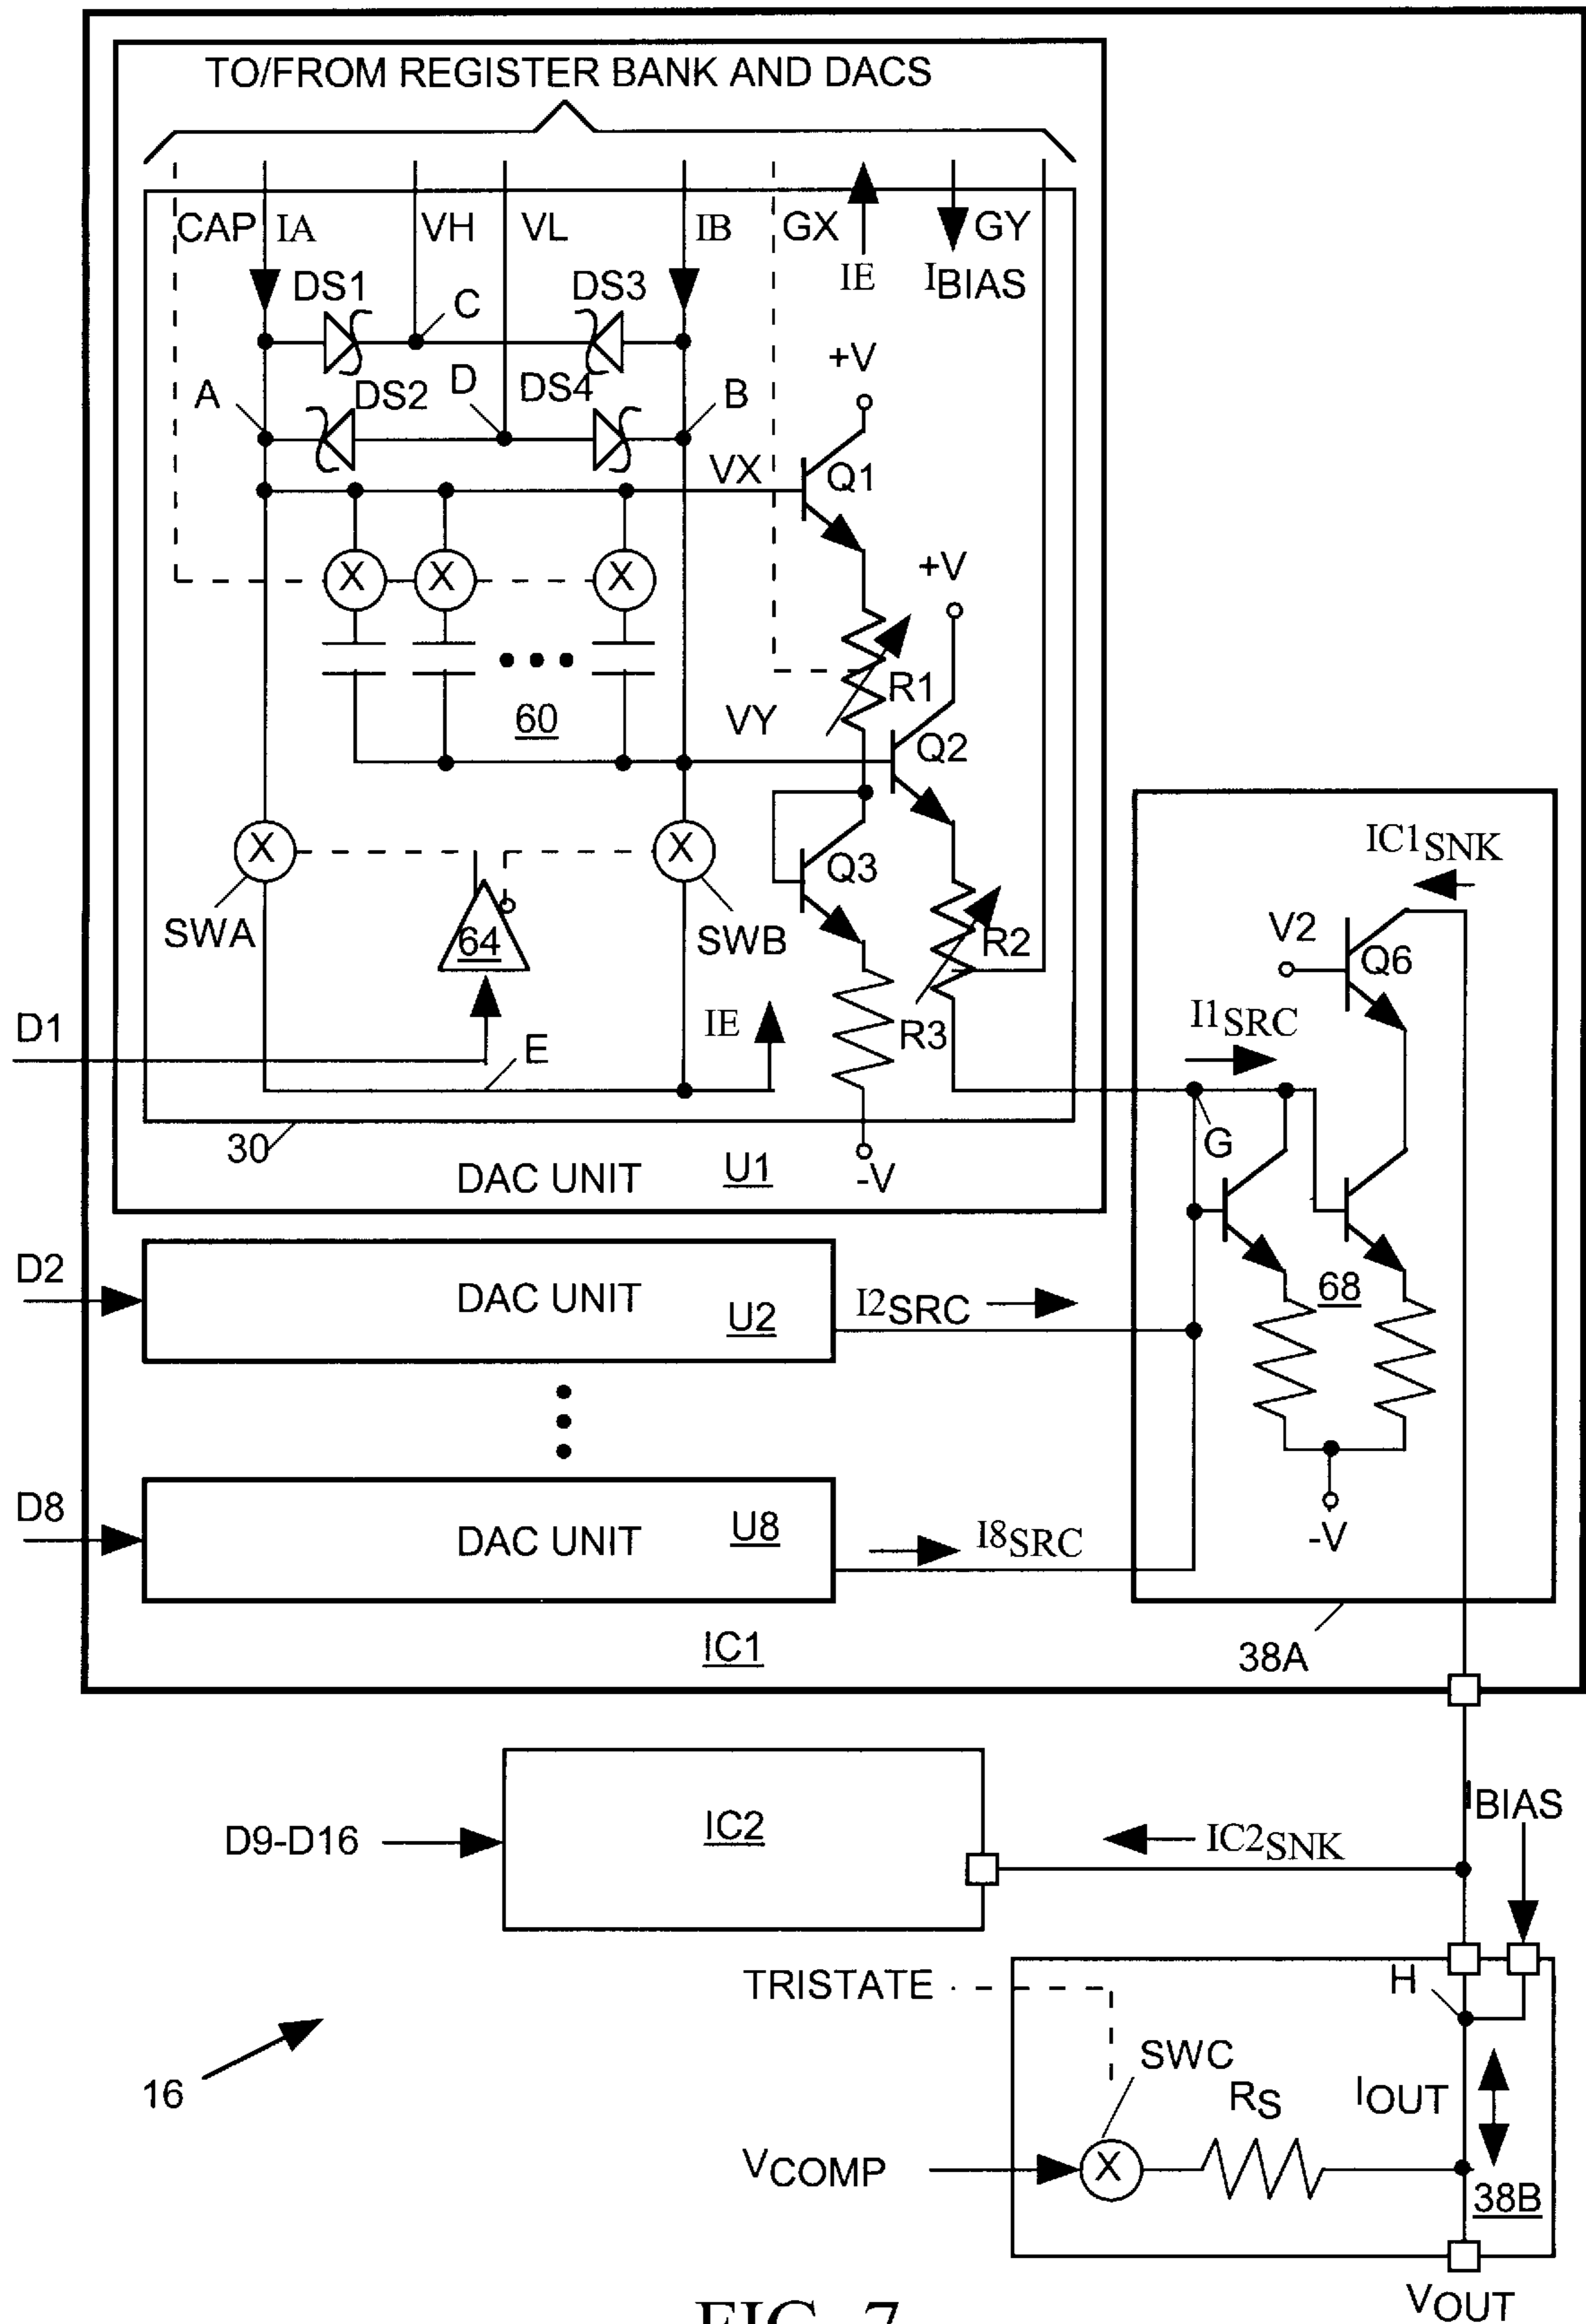 TO/FROM REGISTER BANK AND DACS
CAP IA VH VL IB GX IE IBIAS GY
DS1 C DS3
A DS2 D DS4 B
+V
VX Q1
+V
X X X
R1
60 VY Q2
X X Q3
SWA 64 SWB R2
IC1SNK
V2 Q6
D1 E IE R3 I1SRC
G
30 DAC UNIT U1 -V
D2 DAC UNIT U2 I2SRC 68
D8 DAC UNIT U8 I8SRC -V
IC1 38A
D9-D16 IC2 IC2SNK IBIAS
TRISTATE H
16 SWC RS IOUT
VCOMP X 38B
VOUT
FIG. 7